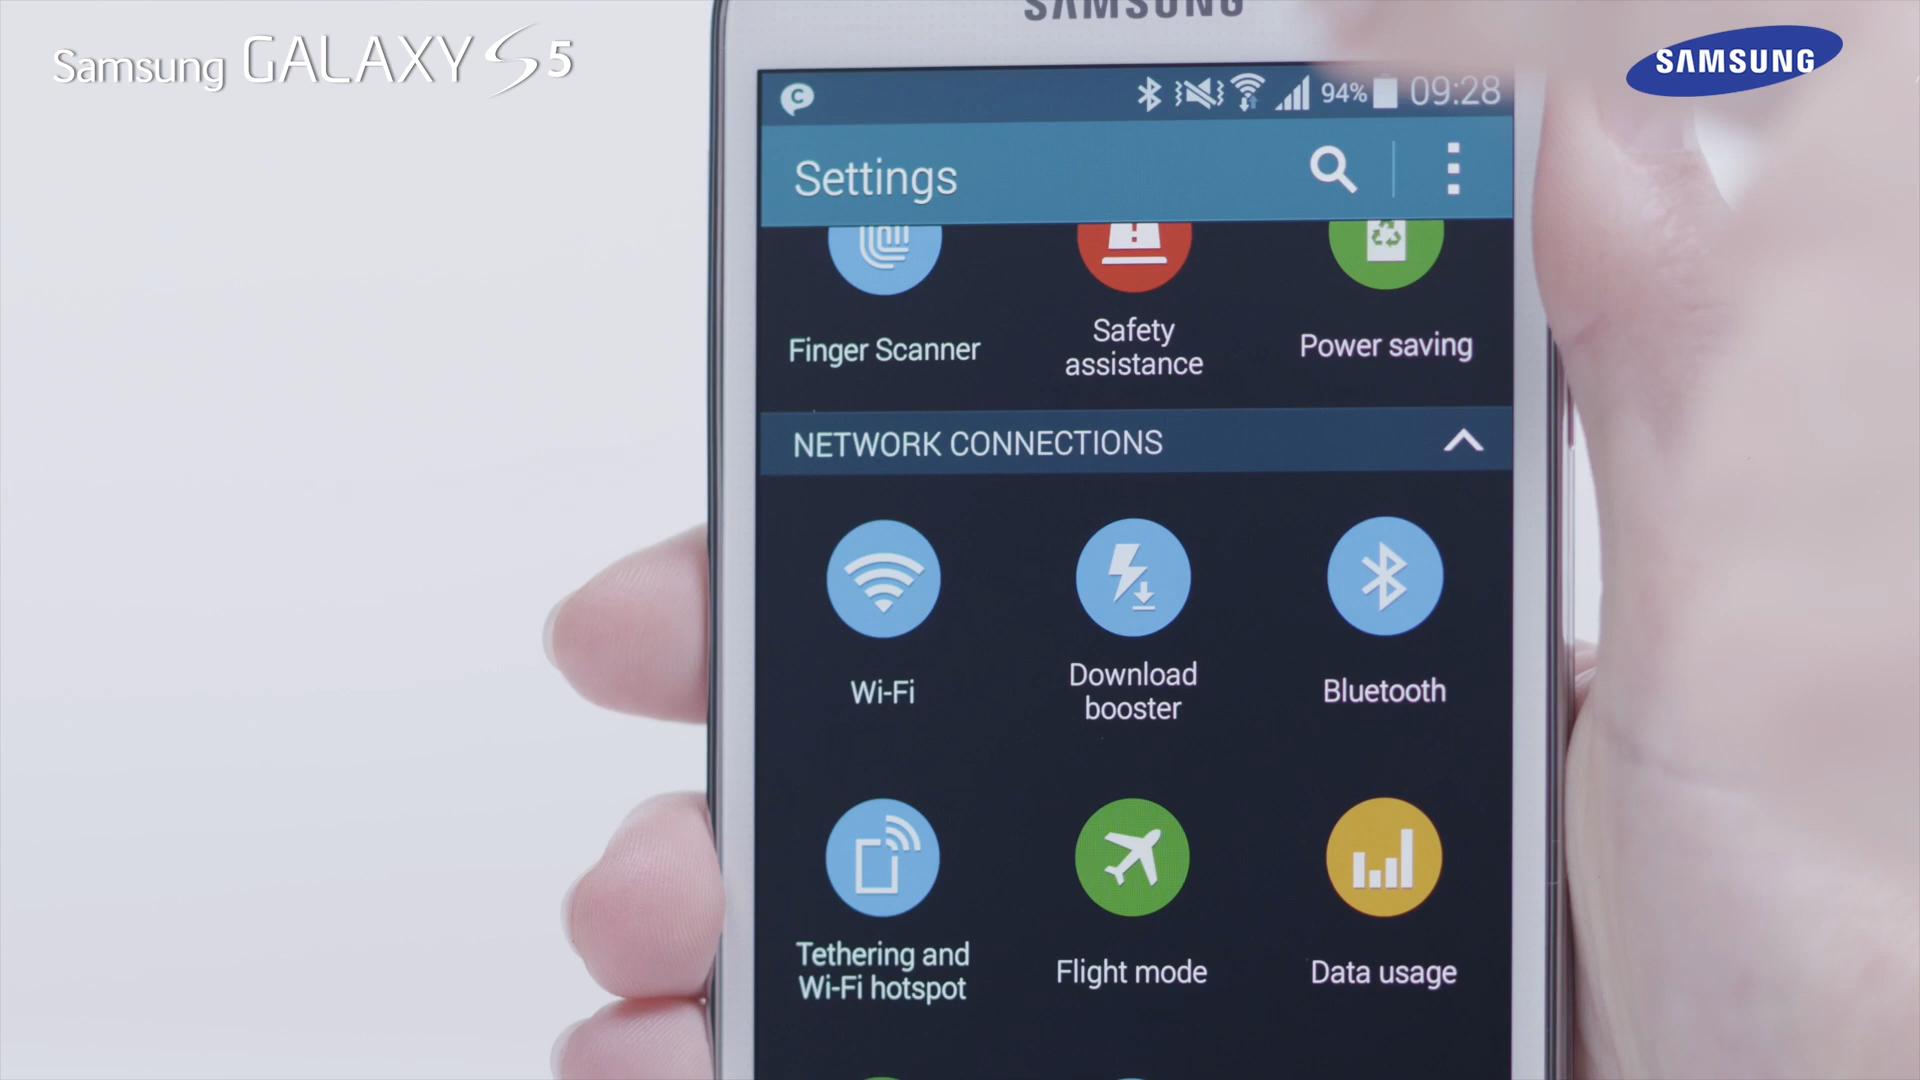 Samsung GALAXY S5
SAMSUNG
SAMSUNG
94% 09:28
Settings
Finger Scanner
Safety
assistance
Power saving
NETWORK CONNECTIONS
Wi-Fi
Download
booster
Bluetooth
Tethering and
Wi-Fi hotspot
Flight mode
Data usage